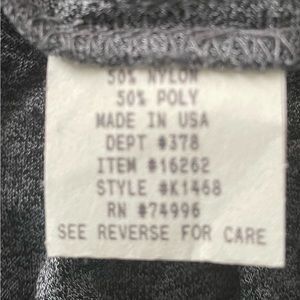 50% NYLON
50% POLY
MADE IN USA
DEPT #378
ITEM #16262
STYLE #K1468
RN #74996
SEE REVERSE FOR CARE